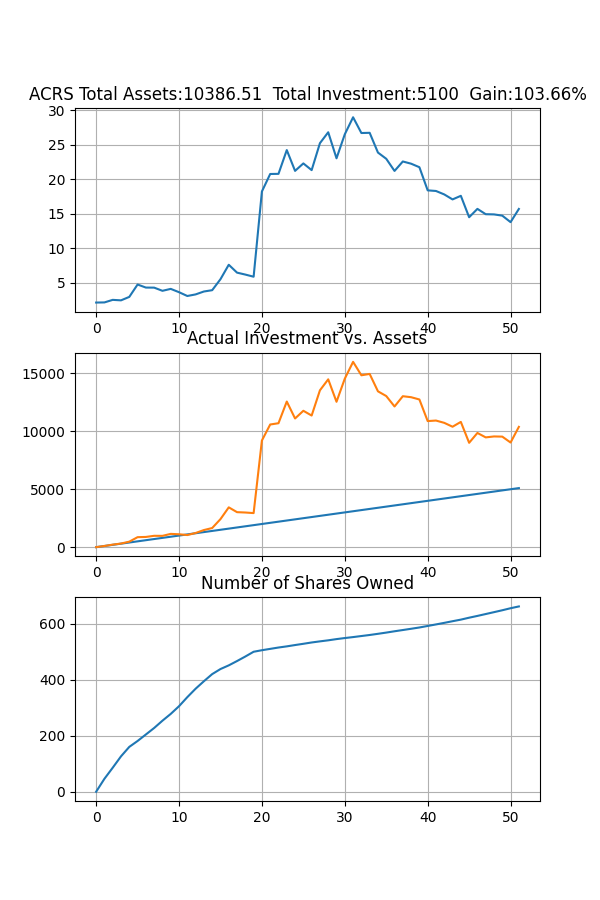 ACRS Total Assets:10386.51  Total Investment:5100  Gain:103.66%
30
25
20
15
10
5
0 10 20 30 40 50
Actual Investment vs. Assets
15000
10000
5000
0
0 10 20 30 40 50
Number of Shares Owned
600
400
200
0
0 10 20 30 40 50